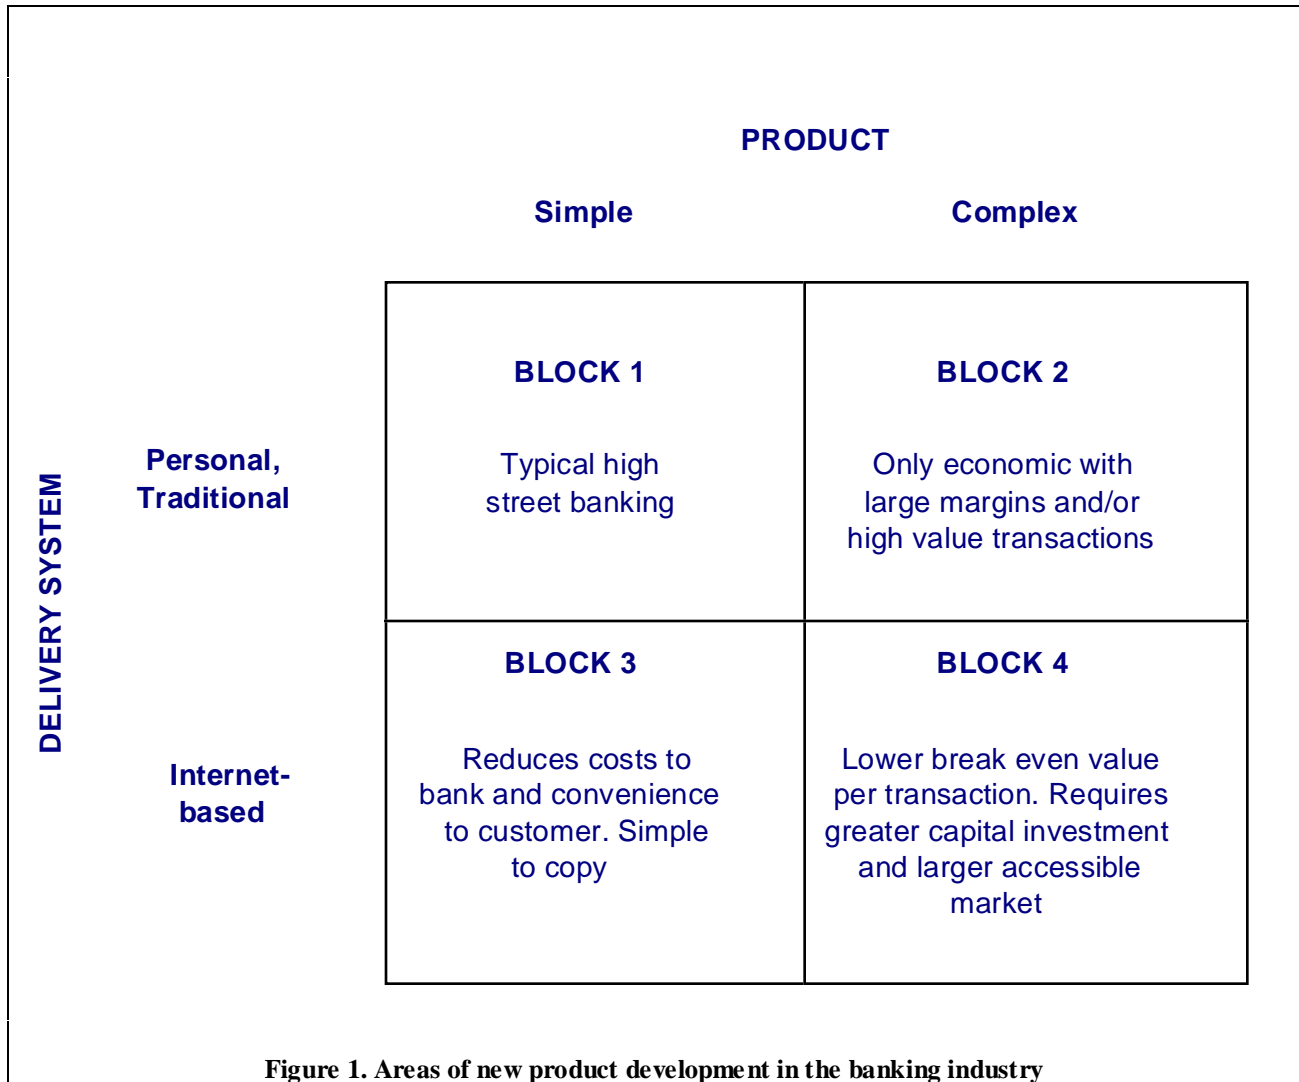 PRODUCT
Simple
Complex
DELIVERY SYSTEM
Personal,
Traditional
BLOCK 1
Typical high
street banking
BLOCK 2
Only economic with
large margins and/or
high value transactions
Internet-
based
BLOCK 3
Reduces costs to
bank and convenience
to customer. Simple
to copy
BLOCK 4
Lower break even value
per transaction. Requires
greater capital investment
and larger accessible
market
Figure 1. Areas of new product development in the banking industry